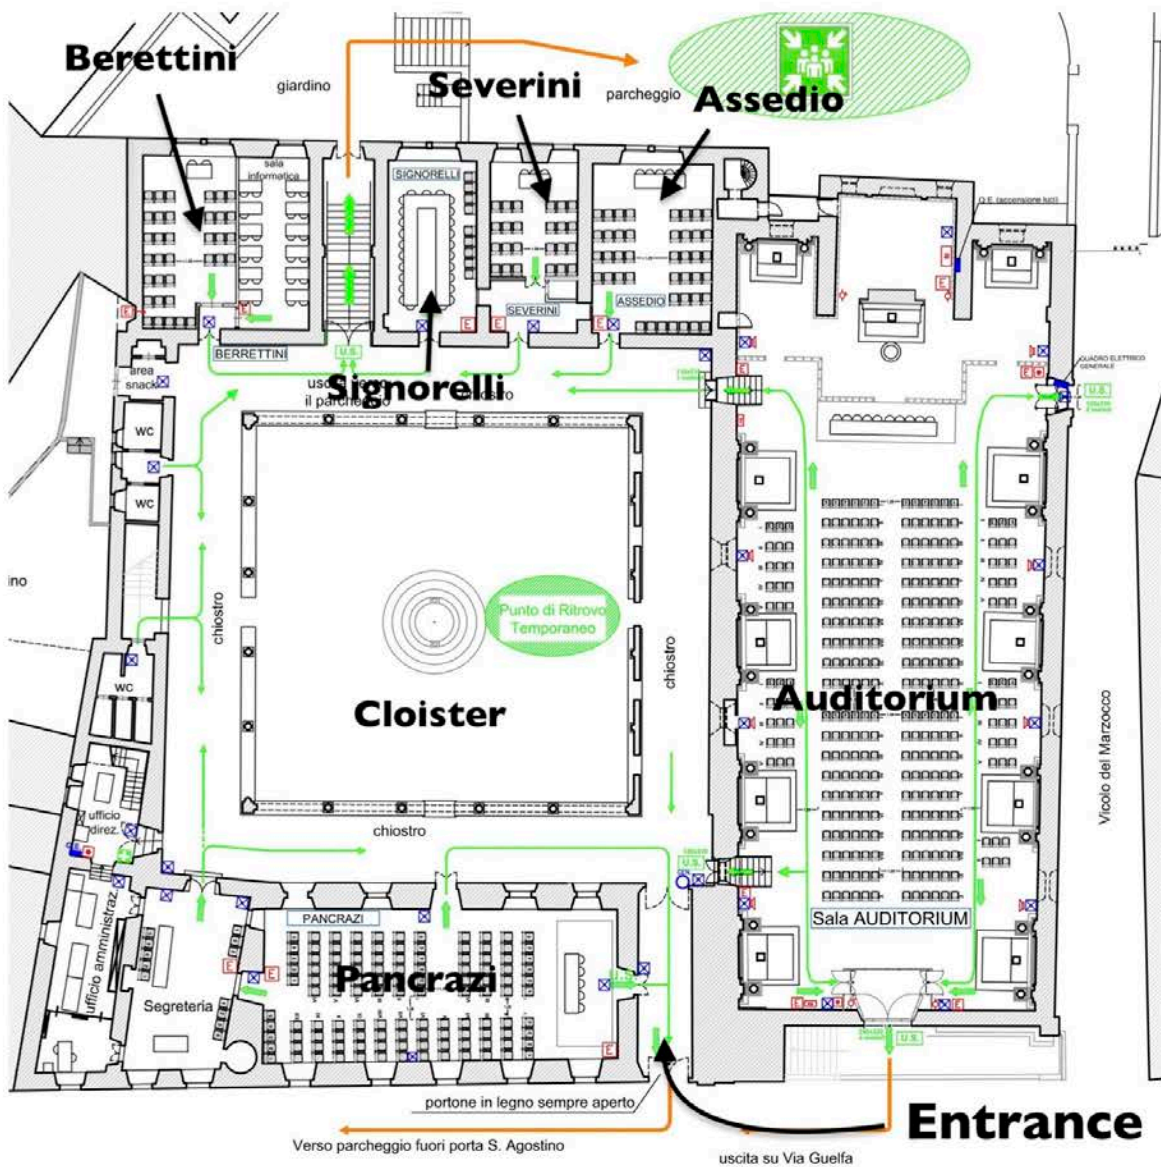 Berettini
Severini
Assedio
giardino
parcheggio
sala
informatica
SIGNORELLI
Q.E. (accensione luci)
SEVERINI
ASSEDIO
BERRETTINI
U.S.
QUADRO ELETTRICO
GENERALE
U.S.
area
snack
il parcheggio
Signorelli
chiostro
WC
WC
ino
chiostro
Punto di Ritrovo
Temporaneo
chiostro
Cloister
Auditorium
WC
Vicolo del Marzocco
ufficio
direz.
chiostro
U.S.
PANCRAZI
Sala AUDITORIUM
ufficio amministraz.
Pancrazi
U.S.
Segreteria
E
E
E
U.S.
portone in legno sempre aperto
Entrance
Verso parcheggio fuori porta S. Agostino
uscita su Via Guelfa